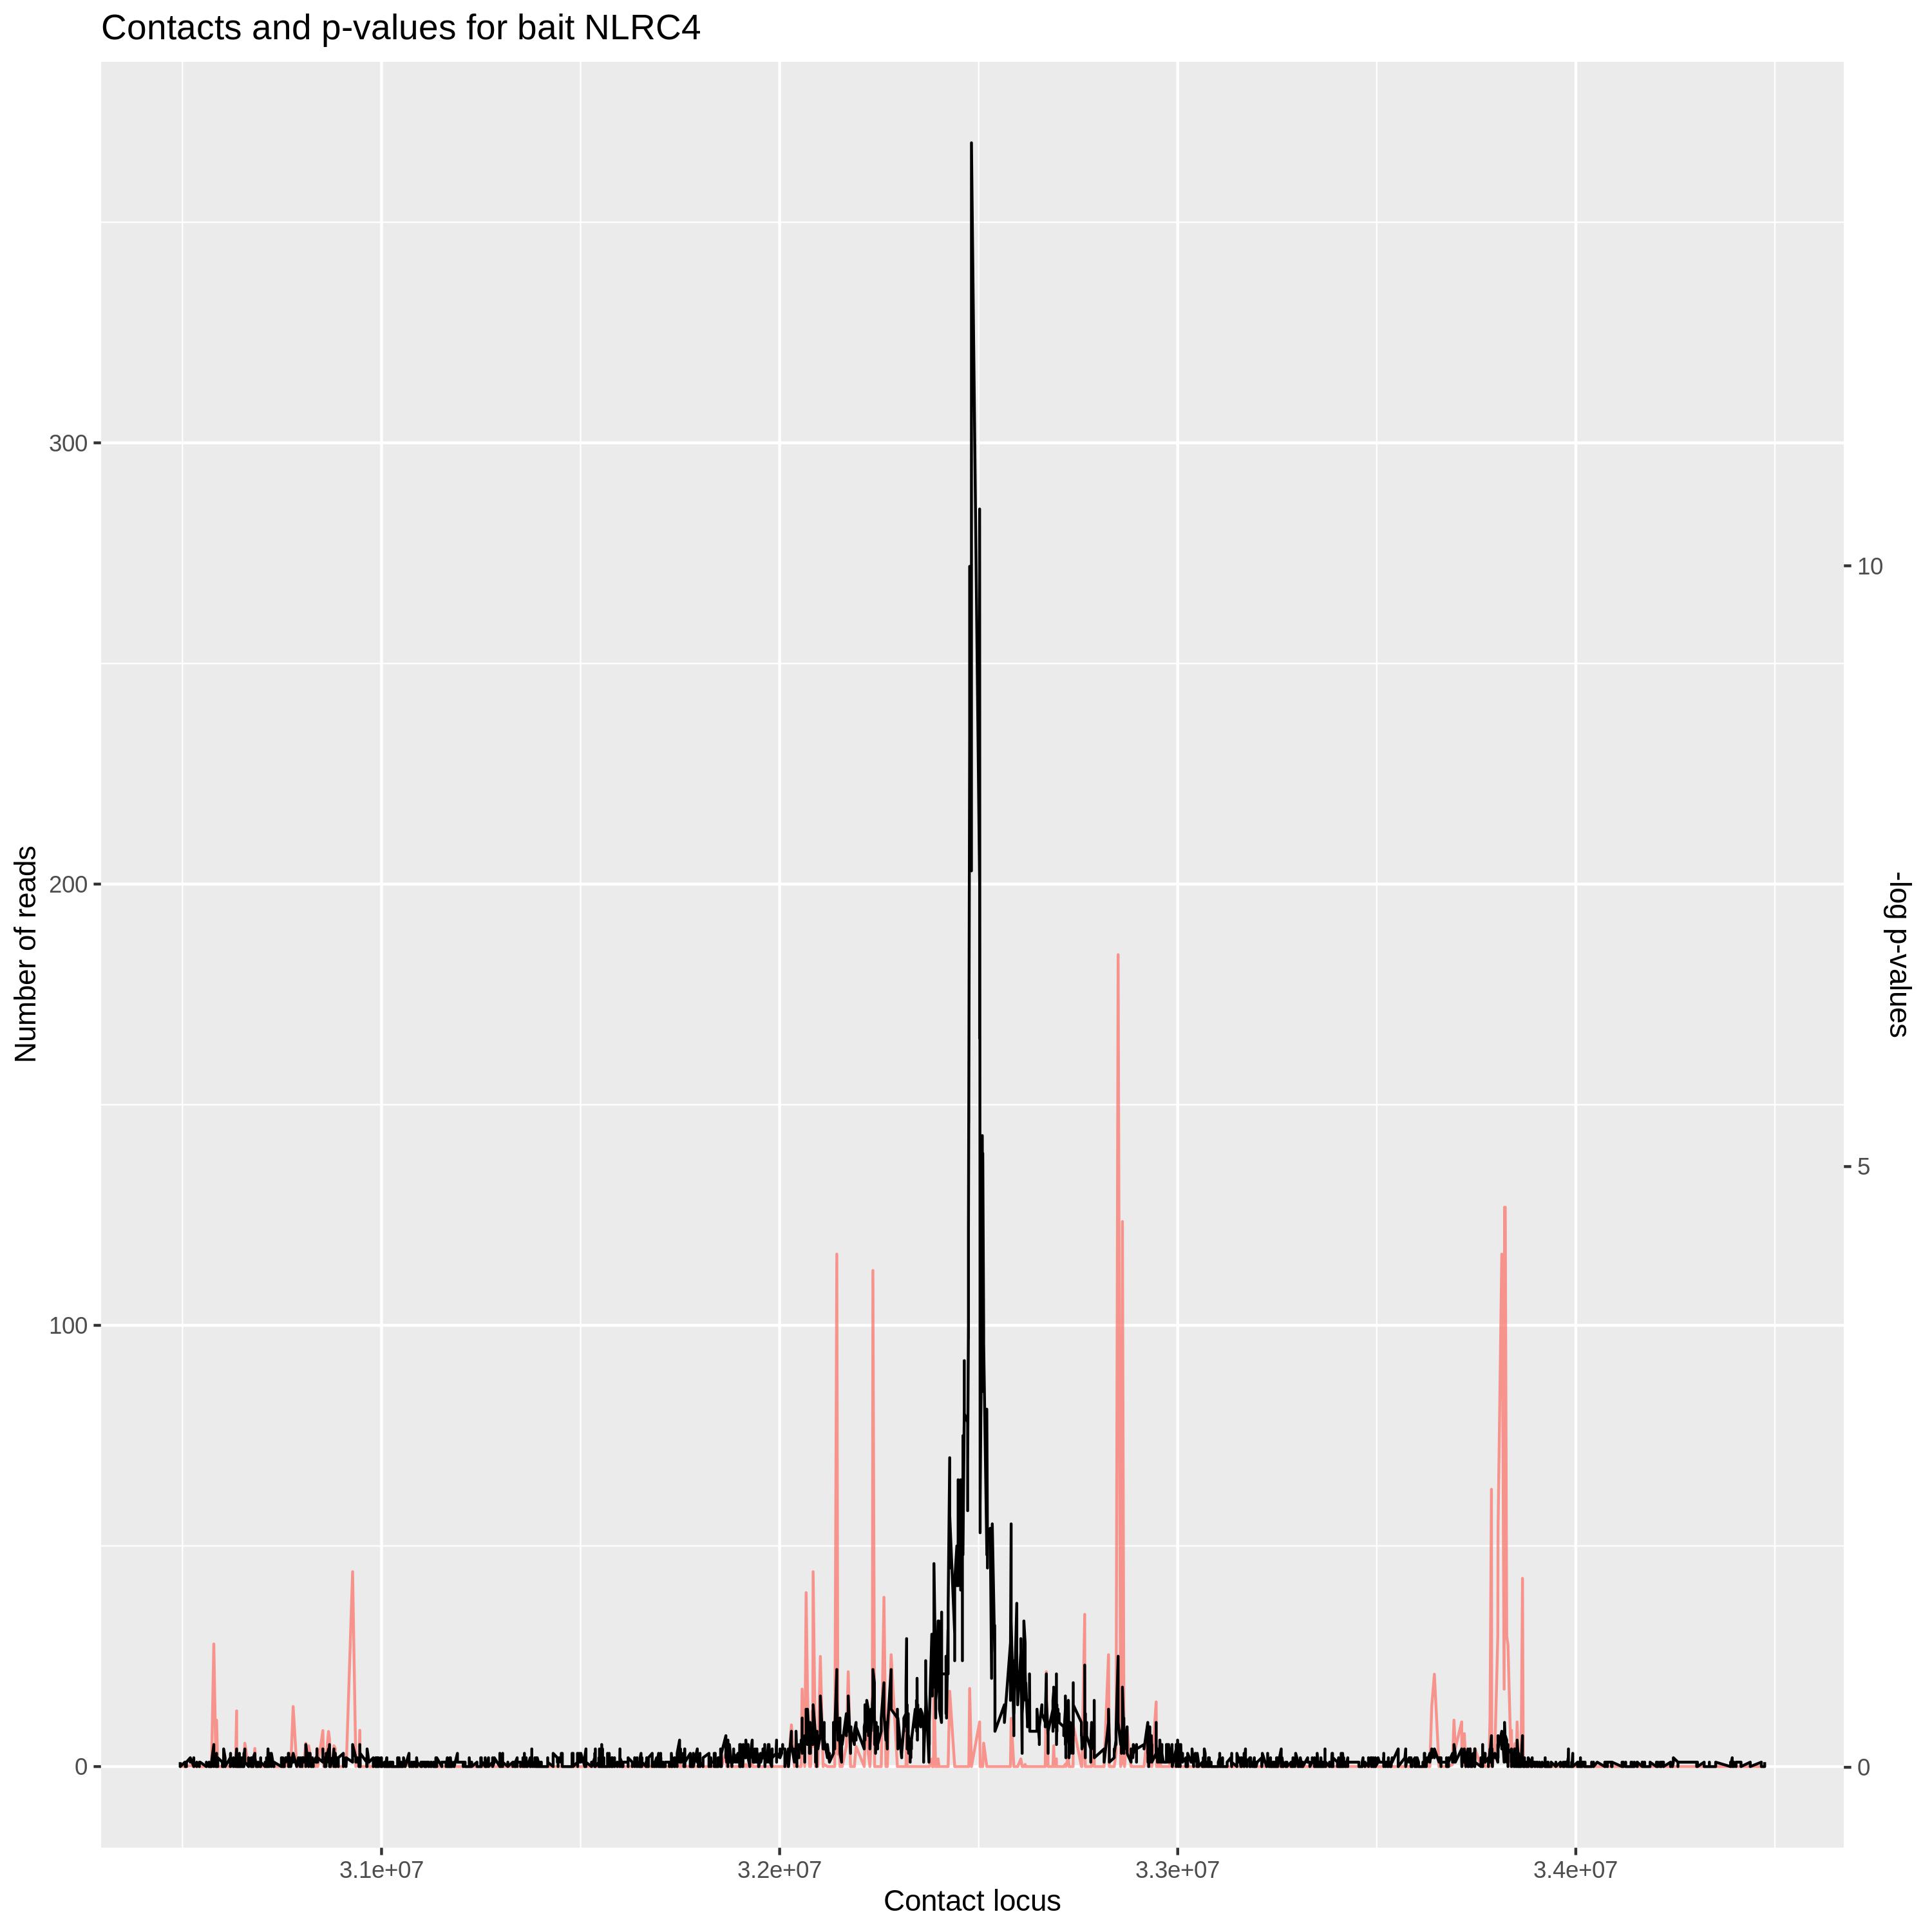 Contacts and p-values for bait NLRC4
Number of reads
300
200
100
0
10
5
0
-log p-values
3.1e+07
3.2e+07
3.3e+07
3.4e+07
Contact locus